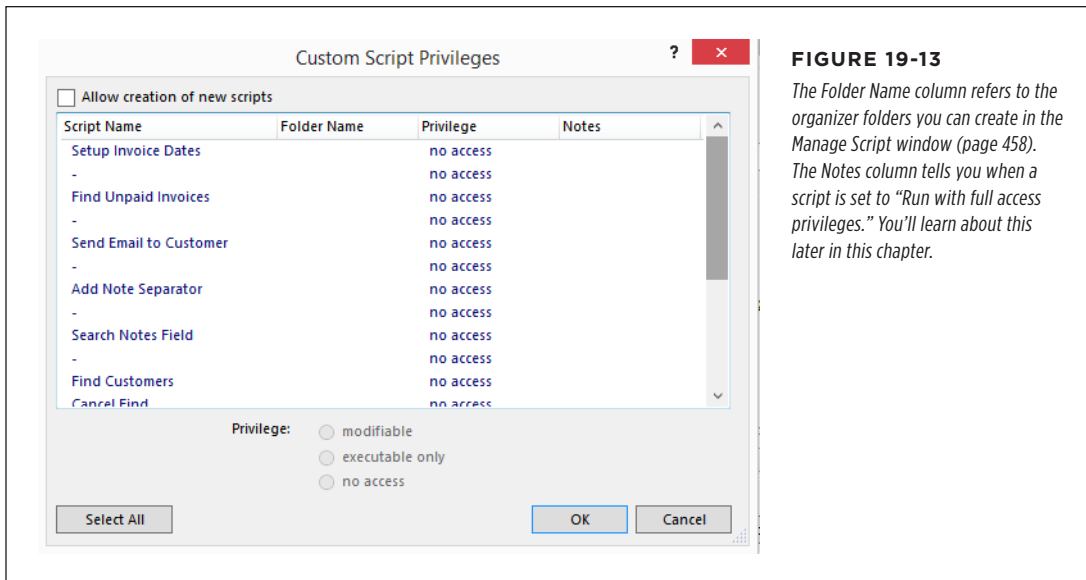 Custom Script Privileges
?
×
Allow creation of new scripts
Script Name Folder Name Privilege Notes
Setup Invoice Dates no access
- no access
Find Unpaid Invoices no access
- no access
Send Email to Customer no access
- no access
Add Note Separator no access
- no access
Search Notes Field no access
- no access
Find Customers no access
Cancel Find no access
Privilege:
modifiable
executable only
no access
Select All OK Cancel
FIGURE 19-13
The Folder Name column refers to the
organizer folders you can create in the
Manage Script window (page 458).
The Notes column tells you when a
script is set to “Run with full access
privileges.” You’ll learn about this
later in this chapter.